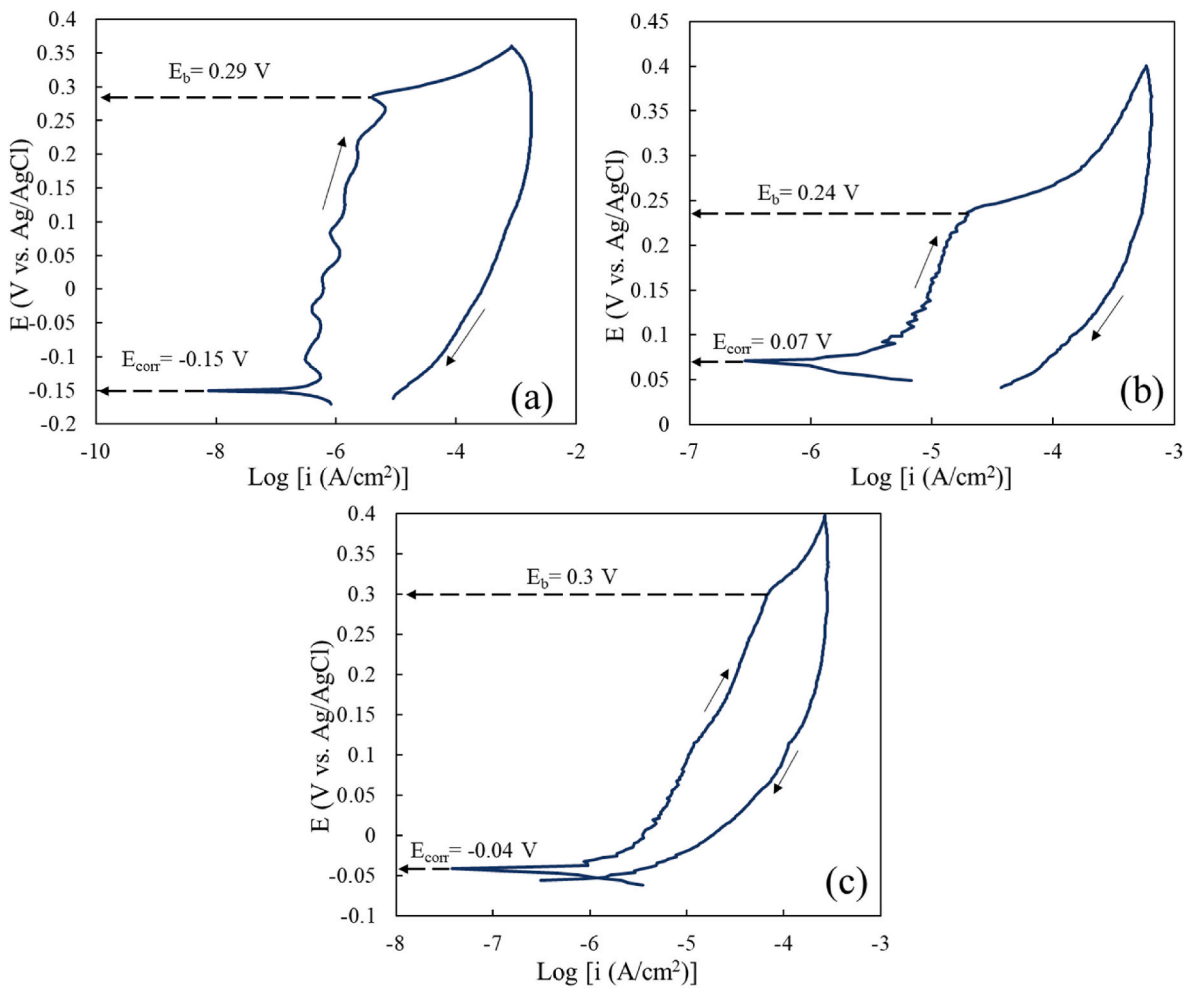 0.4
0.35
E_b= 0.29 V
0.3
0.25
0.2
0.15
0.1
0.05
0
-0.05
E_corr= -0.15 V
-0.1
-0.15
-0.2
E (V vs. Ag/AgCl)
(a)
-10 -8 -6 -4 -2
Log [i (A/cm²)]
0.45
0.4
0.35
0.3
E_b= 0.24 V
0.25
0.2
0.15
E_corr= 0.07 V
0.1
0.05
0
E (V vs. Ag/AgCl)
(b)
-7 -6 -5 -4 -3
Log [i (A/cm²)]
0.4
0.35
E_b= 0.3 V
0.3
0.25
0.2
0.15
0.1
0.05
0
E_corr= -0.04 V
-0.05
-0.1
E (V vs. Ag/AgCl)
(c)
-8 -7 -6 -5 -4 -3
Log [i (A/cm²)]